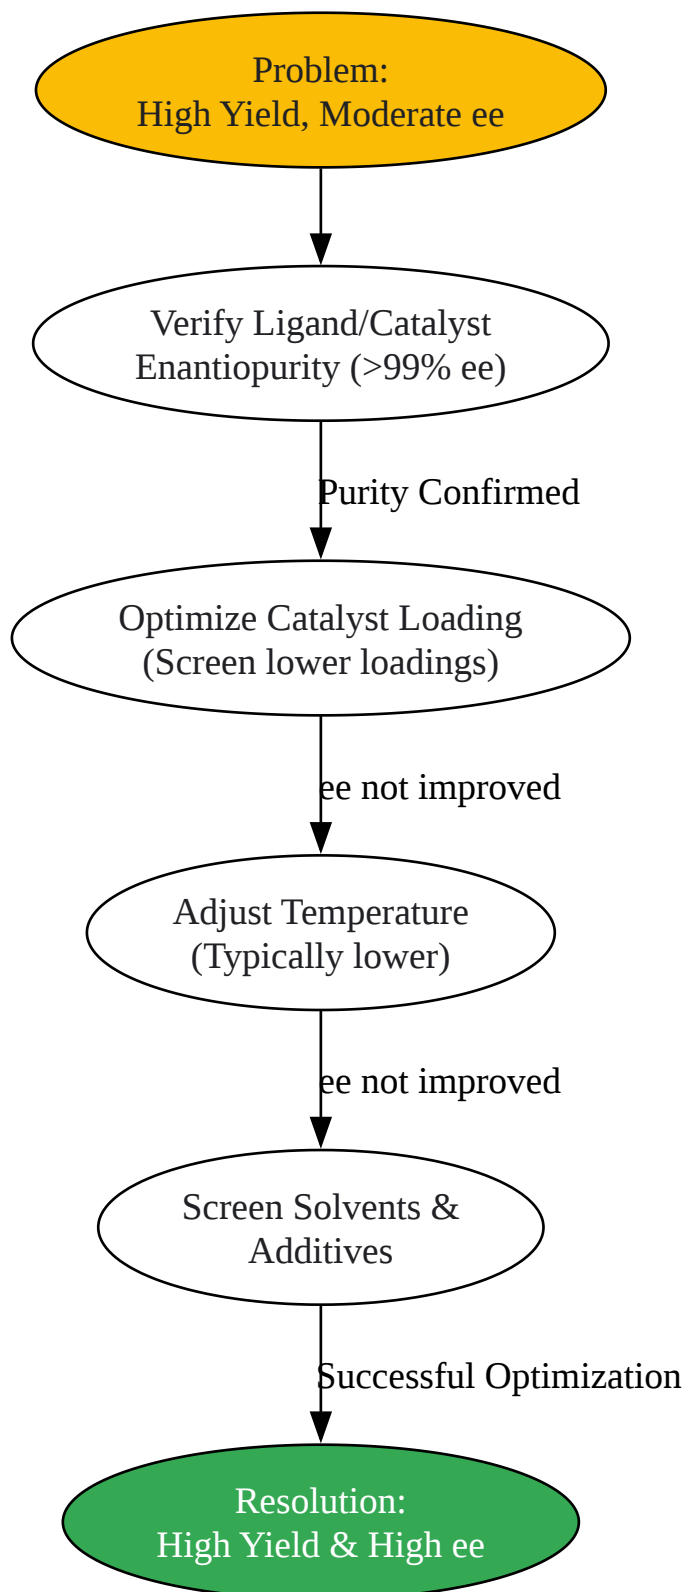 Problem:
High Yield, Moderate ee
Verify Ligand/Catalyst
Enantiopurity (>99% ee)
Purity Confirmed
Optimize Catalyst Loading
(Screen lower loadings)
ee not improved
Adjust Temperature
(Typically lower)
ee not improved
Screen Solvents &
Additives
Successful Optimization
Resolution:
High Yield & High ee